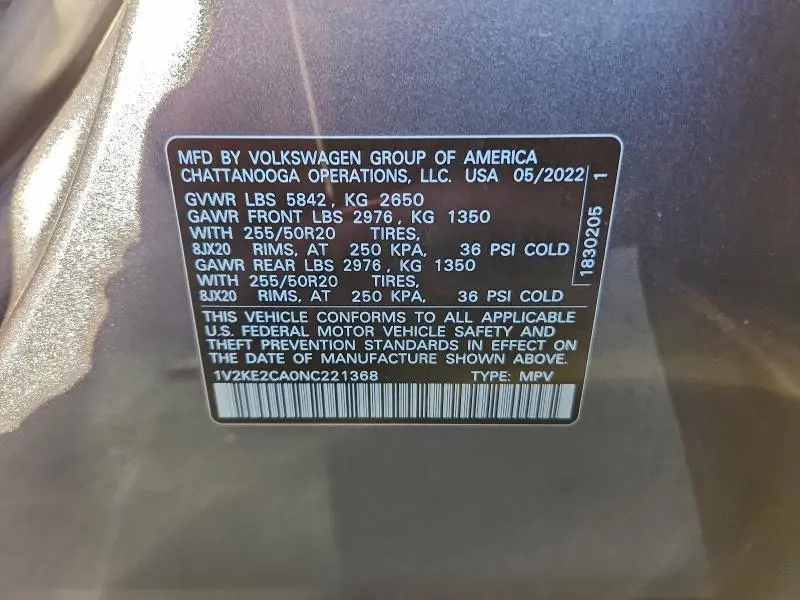 MFD BY VOLKSWAGEN GROUP OF AMERICA
CHATTANOOGA OPERATIONS, LLC. USA 05/2022
GVWR LBS 5842, KG 2650
GAWR FRONT LBS 2976, KG 1350
WITH 255/50R20 TIRES,
8JX20 RIMS, AT 250 KPA, 36 PSI COLD
GAWR REAR LBS 2976, KG 1350
WITH 255/50R20 TIRES,
8JX20 RIMS, AT 250 KPA, 36 PSI COLD
THIS VEHICLE CONFORMS TO ALL APPLICABLE
U.S. FEDERAL MOTOR VEHICLE SAFETY AND
THEFT PREVENTION STANDARDS IN EFFECT ON
THE DATE OF MANUFACTURE SHOWN ABOVE.
1V2KE2CA0NC221368 TYPE: MPV
1830205 1